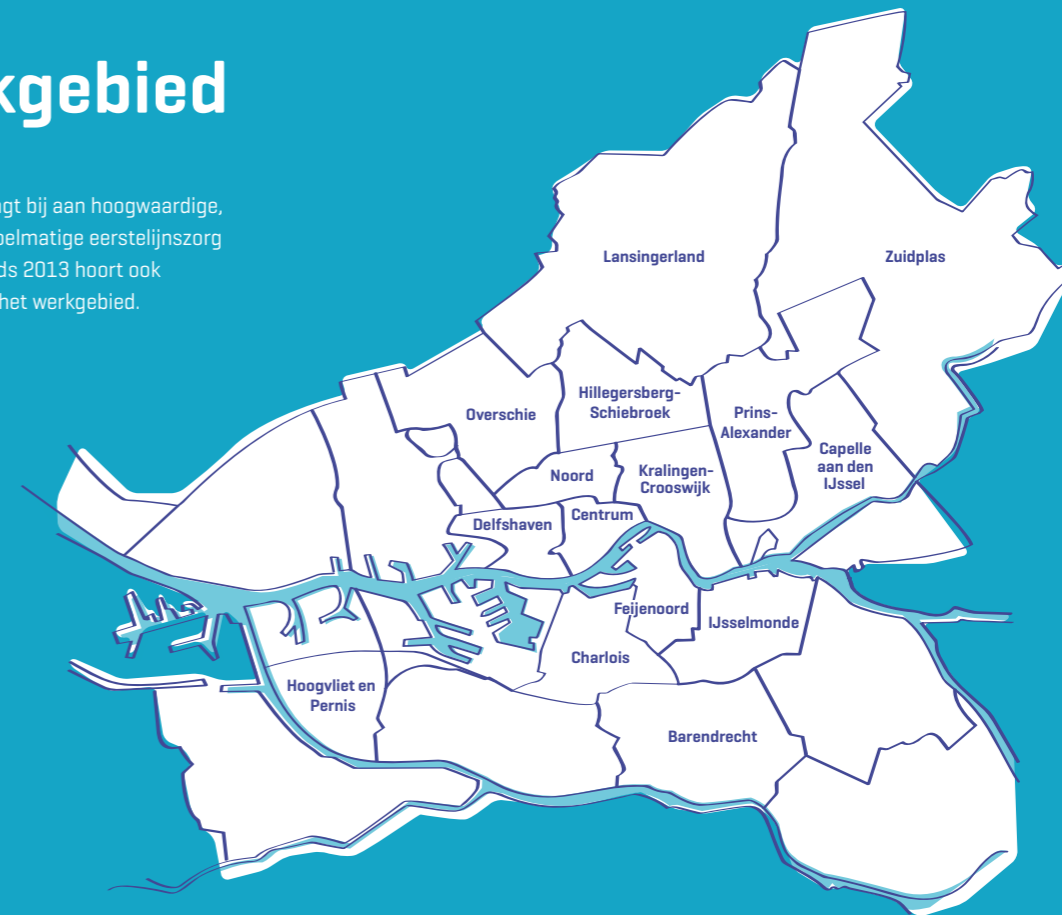 kgebied
gt bij aan hoogwaardige,
elmatige eerstelijnszorg
ds 2013 hoort ook
het werkgebied.
Lansingerland
Zuidplas
Hillegersberg-
Schiebroek
Overschie
Prins-
Alexander
Capelle
aan den
IJssel
Noord
Kralingen-
Crooswijk
Centrum
Delfshaven
Feijenoord
IJsselmonde
Charlois
Hoogvliet en
Pernis
Barendrecht